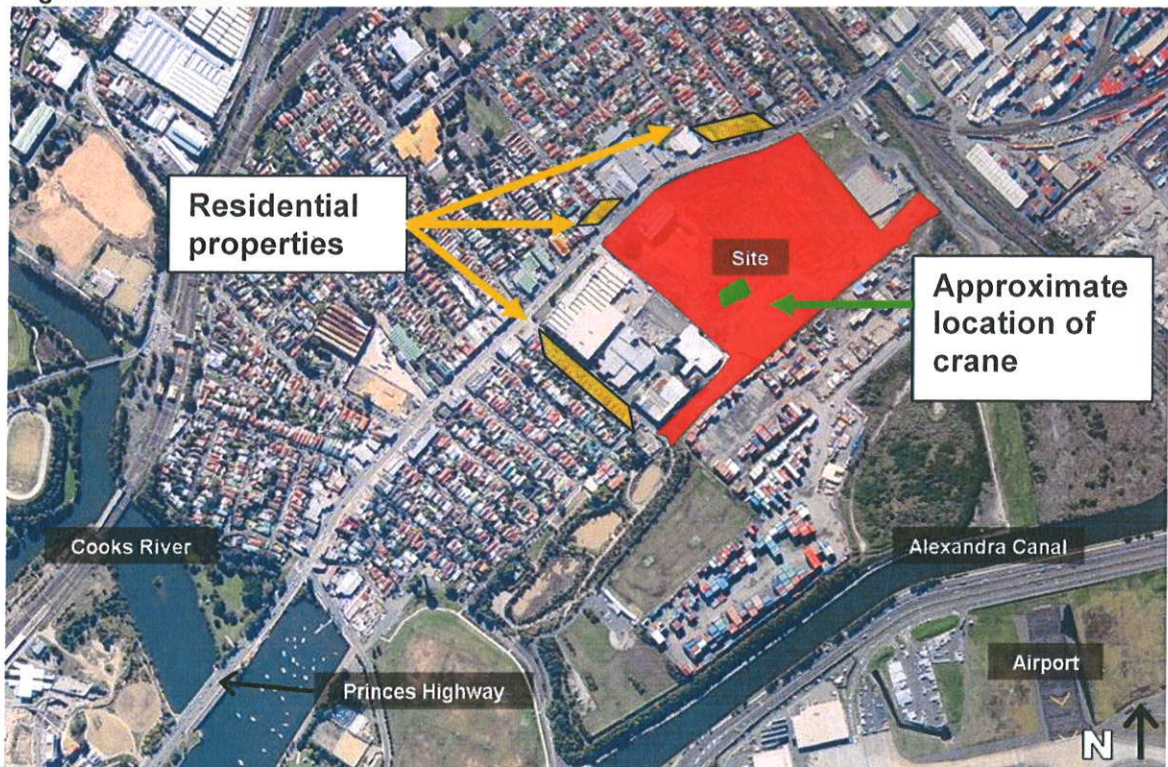 Residential
properties
Site
Approximate
location of
crane
Cooks River
Alexandra Canal
Airport
Princes Highway
N